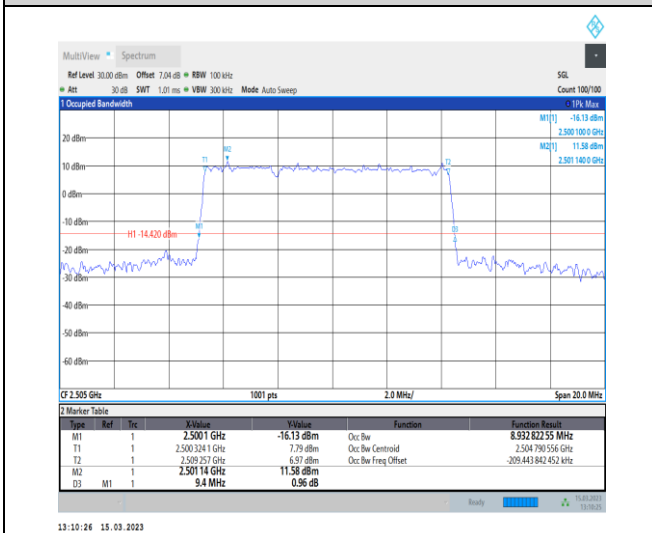 MultiView Spectrum
Ref Level 30.00 dBm Offset 7.04 dB RBW 100 kHz SGL
Att 30 dB SWT 1.01 ms VBW 300 kHz Mode Auto Sweep Count 100/100
1 Occupied Bandwidth 1Pk Max
M1[1] -16.13 dBm
2.500 100 0 GHz
M2[1] 11.58 dBm
2.501 140 0 GHz
20 dBm
M2
T1
T2
10 dBm
0 dBm
-10 dBm
M1
D3
H1 -14.420 dBm
-20 dBm
-30 dBm
-40 dBm
-50 dBm
-60 dBm
CF 2.505 GHz 1001 pts 2.0 MHz/ Span 20.0 MHz
2 Marker Table
Type Ref Trc X-Value Y-Value Function Function Result
M1 1 2.5001 GHz -16.13 dBm Occ Bw 8.932 822 55 MHz
T1 1 2.500 324 1 GHz 7.79 dBm Occ Bw Centroid 2.504 790 556 GHz
T2 1 2.509 257 GHz 6.97 dBm Occ Bw Freq Offset -209.443 842 452 kHz
M2 1 2.501 14 GHz 11.58 dBm
D3 M1 1 9.4 MHz 0.96 dB
Ready 15.03.2023
13:10:25
13:10:26 15.03.2023